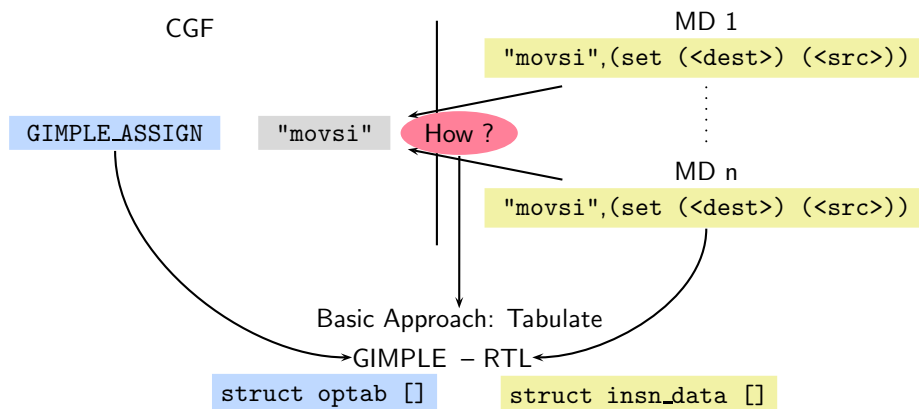 CGF
MD 1
"movsi",(set (<dest>) (<src>))
GIMPLE_ASSIGN
"movsi"
How ?
MD n
"movsi",(set (<dest>) (<src>))
Basic Approach: Tabulate
GIMPLE – RTL
struct optab []
struct insn_data []